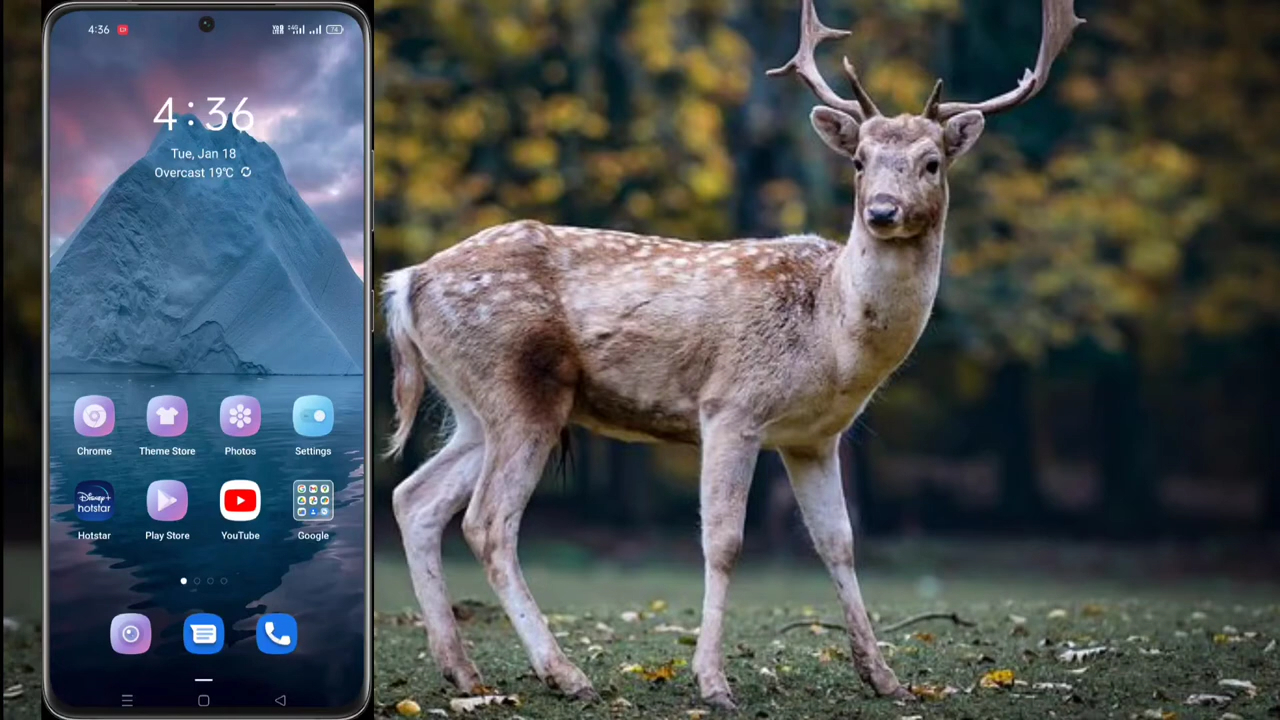 4:36
74
4:36
Tue, Jan 18
Overcast 19°C
Chrome
Theme Store
Photos
Settings
Disney+
hotstar
Hotstar
Play Store
YouTube
Google